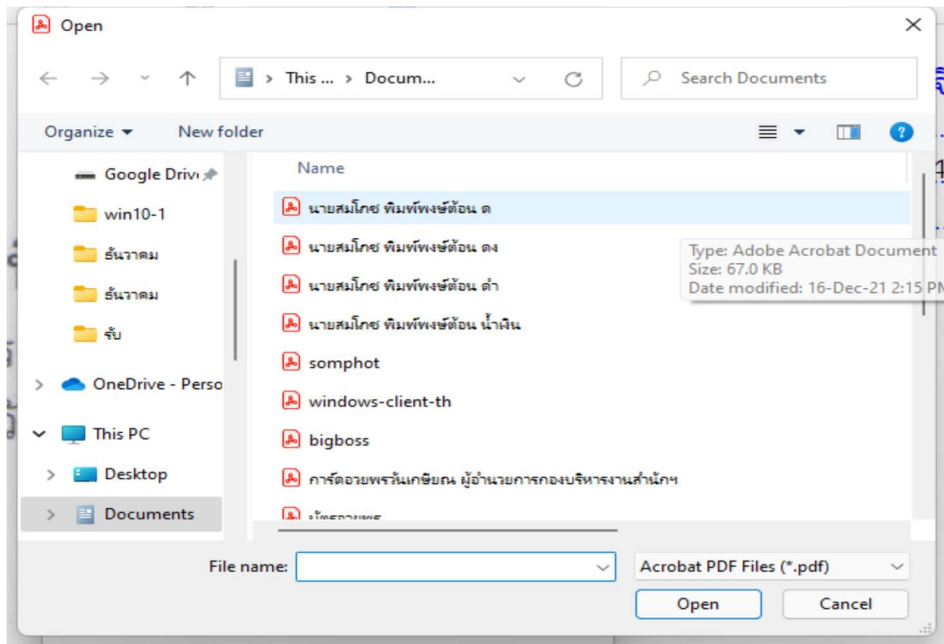 Open
This ... > Docum...
Search Documents
Organize
New folder
Google Driv
Name
win10-1
ธันวาคม
ธันวาคม
รับ
OneDrive - Perso
This PC
Desktop
Documents
นายสมโภช พิมพ์พงษ์ต้อน ด
นายสมโภช พิมพ์พงษ์ต้อน ดง
นายสมโภช พิมพ์พงษ์ต้อน ดำ
นายสมโภช พิมพ์พงษ์ต้อน น้ำเงิน
somphot
windows-client-th
bigboss
การ์ดอวยพรวันเกษียณ ผู้อำนวยการกองบริหารงานสำนักฯ
บัตรอวยพร
Type: Adobe Acrobat Document
Size: 67.0 KB
Date modified: 16-Dec-21 2:15 PM
File name:
Acrobat PDF Files (*.pdf)
Open
Cancel